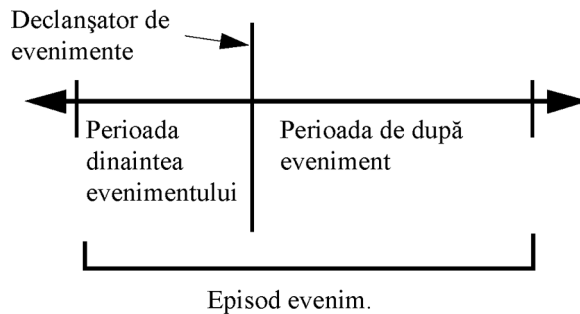 Declanşator de
evenimente
Perioada
dinaintea
evenimentului
Perioada de după
eveniment
Episod evenim.